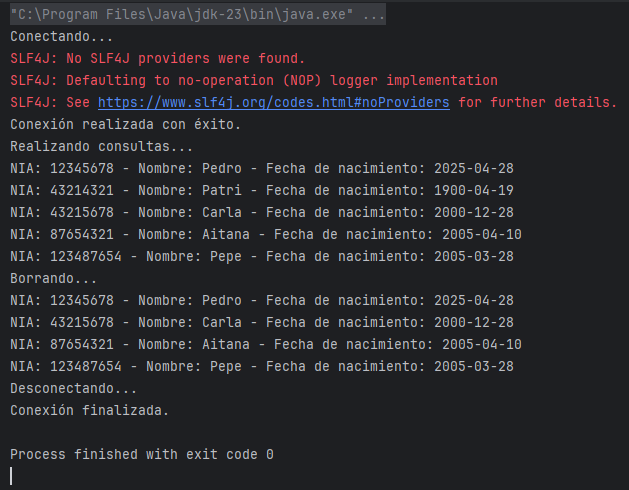 "C:\Program Files\Java\jdk-23\bin\java.exe" ...
Conectando...
SLF4J: No SLF4J providers were found.
SLF4J: Defaulting to no-operation (NOP) logger implementation
SLF4J: See https://www.slf4j.org/codes.html#noProviders for further details.
Conexión realizada con éxito.
Realizando consultas...
NIA: 12345678 - Nombre: Pedro - Fecha de nacimiento: 2025-04-28
NIA: 43214321 - Nombre: Patri - Fecha de nacimiento: 1900-04-19
NIA: 43215678 - Nombre: Carla - Fecha de nacimiento: 2000-12-28
NIA: 87654321 - Nombre: Aitana - Fecha de nacimiento: 2005-04-10
NIA: 123487654 - Nombre: Pepe - Fecha de nacimiento: 2005-03-28
Borrando...
NIA: 12345678 - Nombre: Pedro - Fecha de nacimiento: 2025-04-28
NIA: 43215678 - Nombre: Carla - Fecha de nacimiento: 2000-12-28
NIA: 87654321 - Nombre: Aitana - Fecha de nacimiento: 2005-04-10
NIA: 123487654 - Nombre: Pepe - Fecha de nacimiento: 2005-03-28
Desconectando...
Conexión finalizada.
Process finished with exit code 0